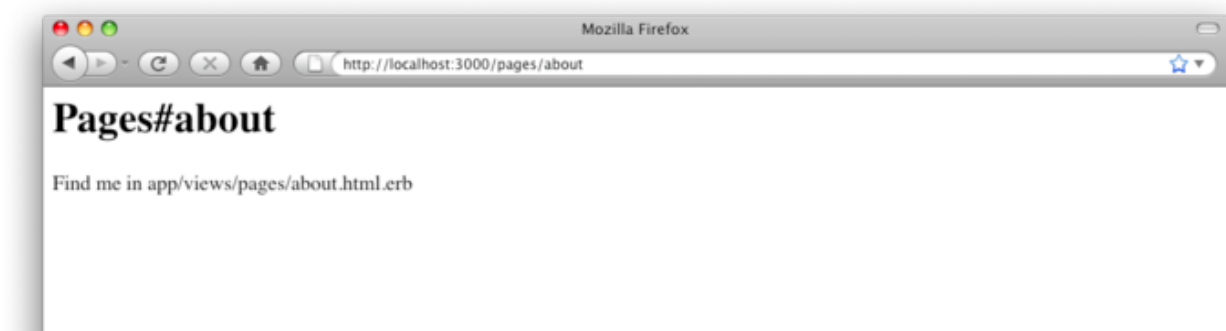 Mozilla Firefox
http://localhost:3000/pages/about
Pages#about
Find me in app/views/pages/about.html.erb